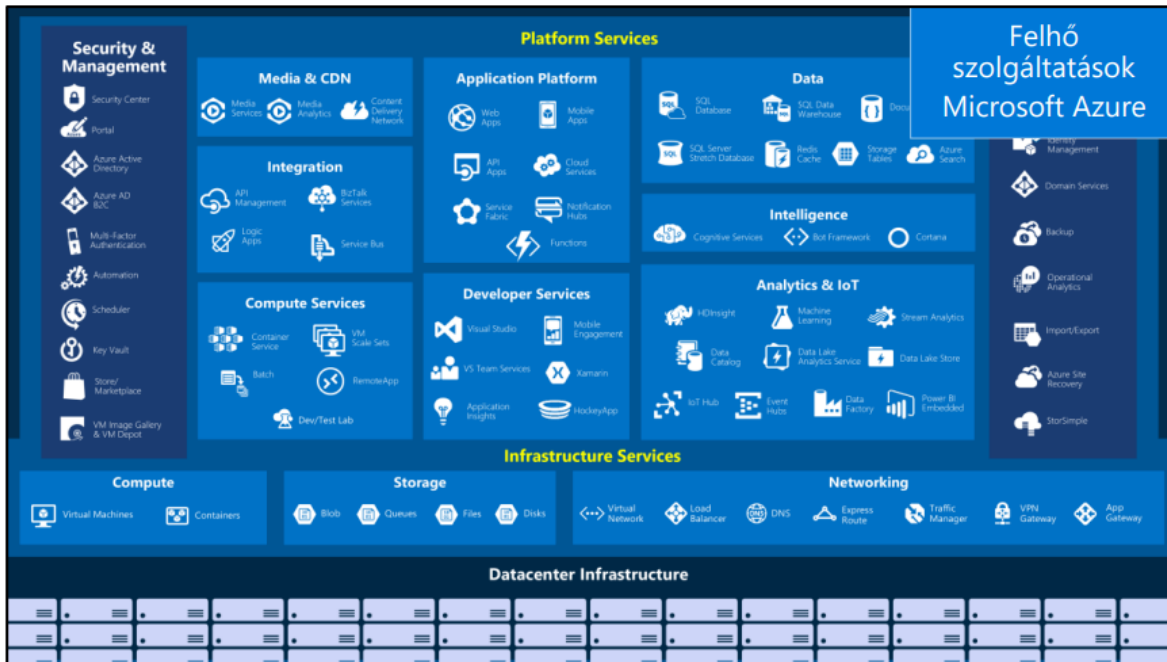 Felhő
szolgáltatások
Microsoft Azure
Platform Services
Security &
Management
Security Center
Portal
Azure Active
Directory
Azure AD
B2C
Multi-Factor
Authentication
Automation
Scheduler
Key Vault
Store/
Marketplace
VM Image Gallery
& VM Depot
Media & CDN
Media
Services
Media
Analytics
Content
Delivery
Network
Integration
API
Management
BizTalk
Services
Logic
Apps
Service Bus
Compute Services
Container
Service
VM
Scale Sets
Batch
RemoteApp
Dev/Test Lab
Application Platform
Web
Apps
Mobile
Apps
API
Apps
Cloud
Services
Service
Fabric
Notification
Hubs
Functions
Developer Services
Visual Studio
Mobile
Engagement
VS Team Services
Xamarin
Application
Insights
HockeyApp
Data
SQL
Database
SQL Data
Warehouse
SQL Server
Stretch Database
Redis
Cache
Storage
Tables
Azure
Search
Intelligence
Cognitive Services
Bot Framework
Cortana
Analytics & IoT
HDInsight
Machine
Learning
Stream Analytics
Data
Catalog
Data Lake
Analytics Service
Data Lake Store
IoT Hub
Event
Hubs
Data
Factory
Power BI
Embedded
Identity
Management
Domain Services
Backup
Operational
Analytics
Import/Export
Azure Site
Recovery
StorSimple
Infrastructure Services
Compute
Virtual Machines
Containers
Storage
Blob
Queues
Files
Disks
Networking
Virtual
Network
Load
Balancer
DNS
Express
Route
Traffic
Manager
VPN
Gateway
App
Gateway
Datacenter Infrastructure